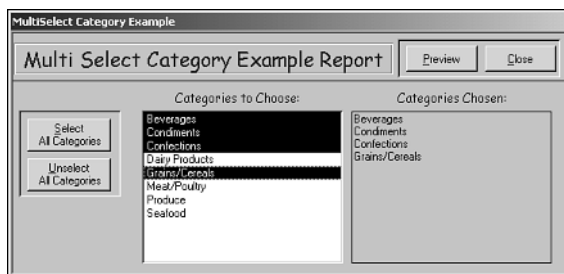 MultiSelect Category Example
Multi Select Category Example Report
Preview
Close
Categories to Choose:
Categories Chosen:
Select
All Categories
Unselect
All Categories
Beverages
Condiments
Confections
Dairy Products
Grains/Cereals
Meat/Poultry
Produce
Seafood
Beverages
Condiments
Confections
Grains/Cereals